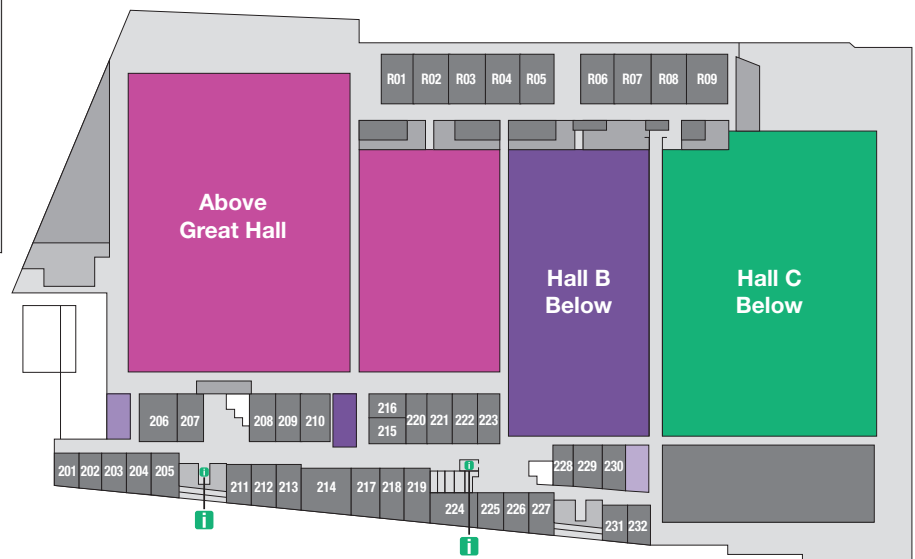 R01 R02 R03 R04 R05 R06 R07 R08 R09
Above
Great Hall
Hall B
Below
Hall C
Below
206 207 208 209 210 216 220 221 222 223
215
201 202 203 204 205 228 229 230
i i
211 212 213 214 217 218 219
224 225 226 227
231 232
i
i